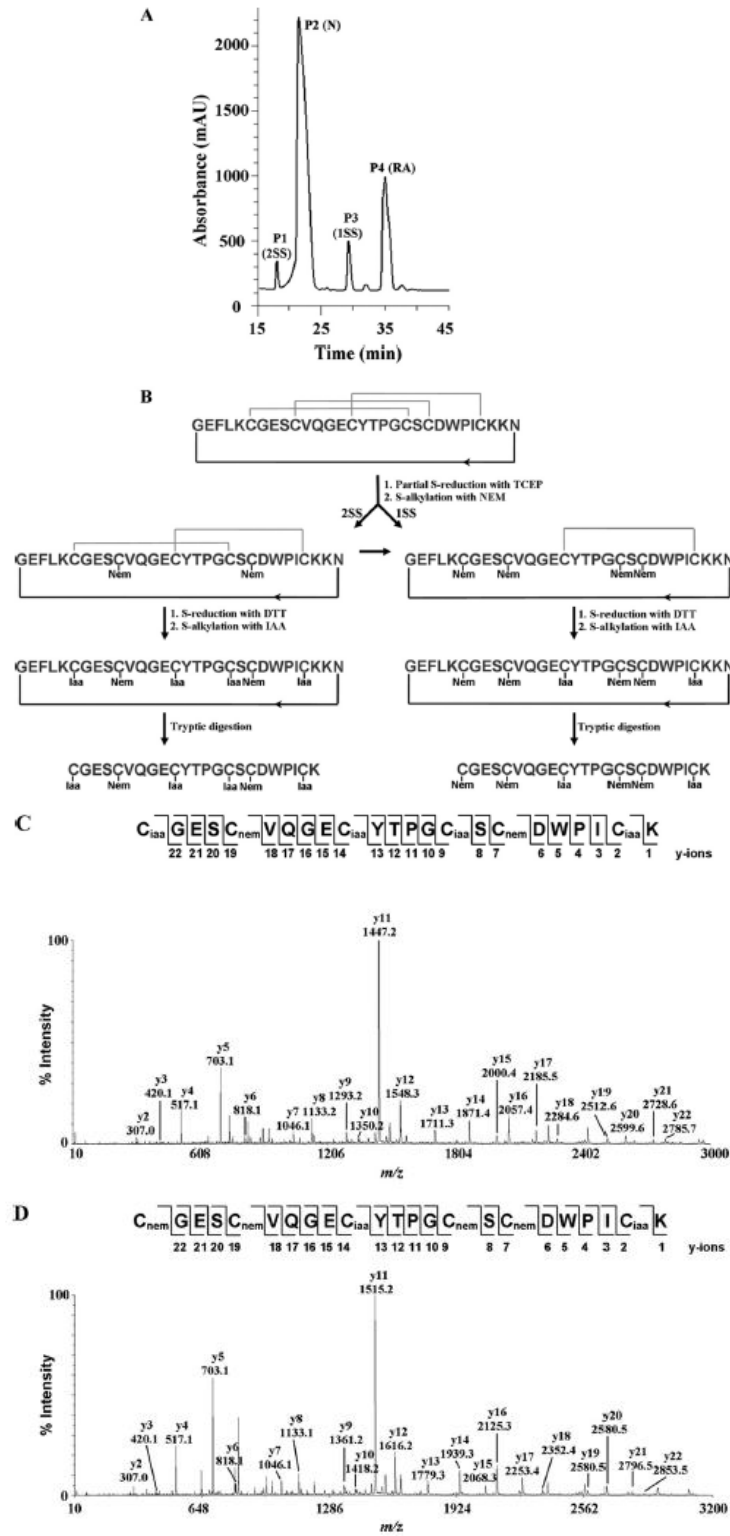 A
Absorbance (mAU)
2000
1500
1000
500
0
P2 (N)
P4 (RA)
P3
(1SS)
P1
(2SS)
15 25 35 45
Time (min)
B
GEFLKCGESCVQGECYTPGCSCDWPICKKN
1. Partial S-reduction with TCEP
2. S-alkylation with NEM
2SS 1SS
GEFLKCGESCVQGECYTPGCSCDWPICKKN GEFLKCGESCVQGECYTPGCSCDWPICKKN
Nem Nem Nem Nem NemNem
1. S-reduction with DTT 1. S-reduction with DTT
2. S-alkylation with IAA 2. S-alkylation with IAA
GEFLKCGESCVQGECYTPGCSCDWPICKKN GEFLKCGESCVQGECYTPGCSCDWPICKKN
Iaa Nem Iaa Iaa Nem Iaa Nem Nem Iaa NemNem Iaa
Tryptic digestion Tryptic digestion
CGESCVQGECYTPGCSCDWPICK CGESCVQGECYTPGCSCDWPICK
Iaa Nem Iaa Iaa Nem Iaa Nem Nem Iaa NemNem Iaa
C
CiaaGESCnemVQGECiaaYTPGCiaaSCnemDWPICiaaK
22 21 20 19 18 17 16 15 14 13 12 11 10 9 8 7 6 5 4 3 2 1 y-ions
% Intensity
100
0
y2
307.0
y3
420.1
y4
517.1
y5
703.1
y6
818.1
y7
1046.1
y8
1133.2
y9
1293.2
y10
1350.2
y11
1447.2
y12
1548.3
y13
1711.3
y14
1871.4
y15
2000.4
y16
2057.4
y17
2185.5
y18
2284.6
y19
2512.6
y20
2599.6
y21
2728.6
y22
2785.7
10 608 1206 1804 2402 3000
m/z
D
CnemGESCnemVQGECiaaYTPGCnemSCnemDWPICiaaK
22 21 20 19 18 17 16 15 14 13 12 11 10 9 8 7 6 5 4 3 2 1 y-ions
% Intensity
100
0
y2
307.0
y3
420.1
y4
517.1
y5
703.1
y6
818.1
y7
1046.1
y8
1133.1
y9
1361.2
y10
1418.2
y11
1515.2
y12
1616.2
y13
1779.3
y14
1939.3
y15
2068.3
y16
2125.3
y17
2253.4
y18
2352.4
y19
2580.5
y20
2580.5
y21
2796.5
y22
2853.5
10 648 1286 1924 2562 3200
m/z